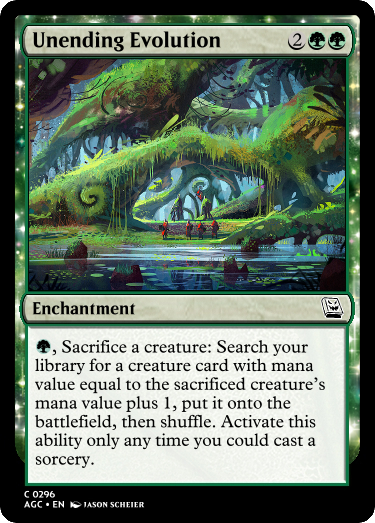 Unending Evolution 2
Enchantment
, Sacrifice a creature: Search your
library for a creature card with mana
value equal to the sacrificed creature's
mana value plus 1, put it onto the
battlefield, then shuffle. Activate this
ability only any time you could cast a
sorcery.
C 0296
AGC • EN JASON SCHEIER